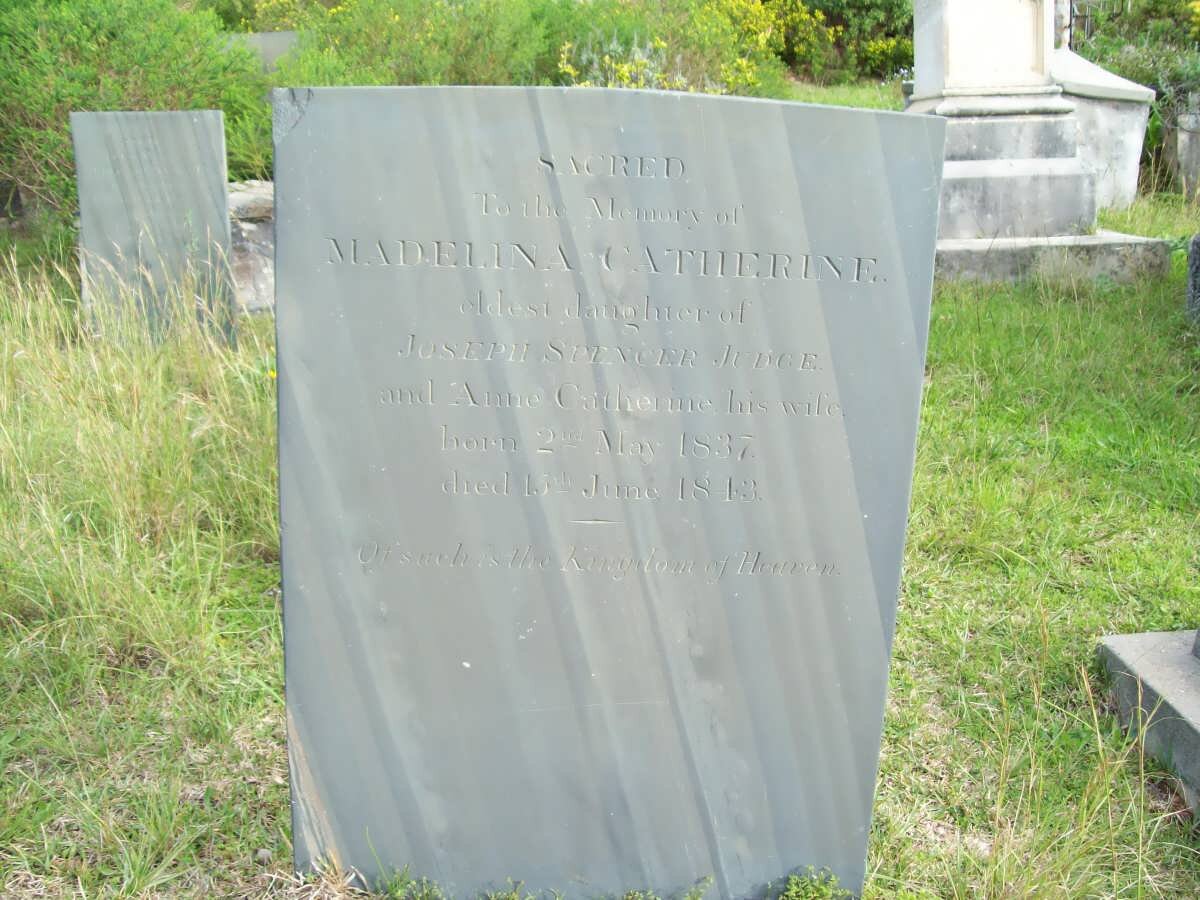 SACRED
To the Memory of
MADELINA CATHERINE.
eldest daughter of
JOSEPH SPENCER JUDGE.
and Anne Catherine, his wife,
born 2nd May 1837.
died 15th June, 1843.
Of such is the Kingdom of Heaven.